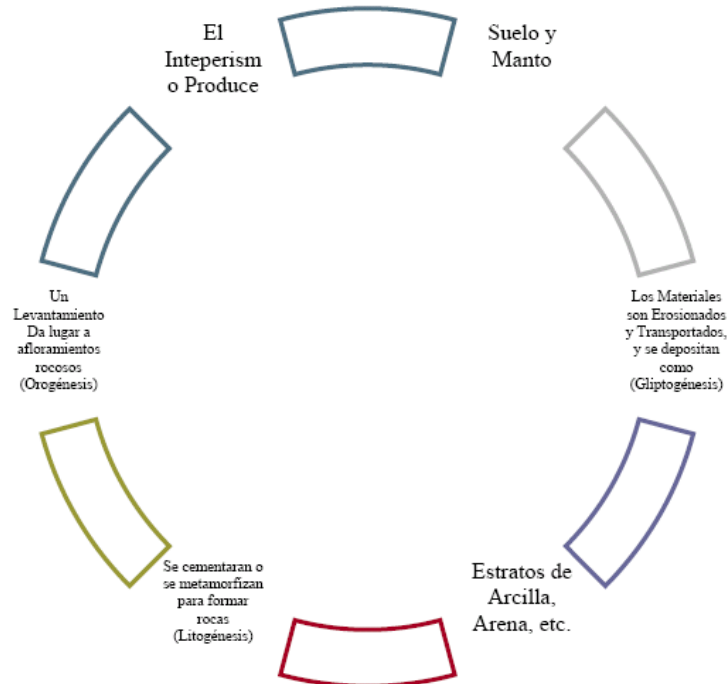 El
Inteperism
o Produce
Suelo y
Manto
Los Materiales
son Erosionados
y Transportados,
y se depositan
como
(Gliptogénesis)
Estratos de
Arcilla,
Arena, etc.
Se cementaran o
se metamorfízan
para formar
rocas
(Litogénesis)
Un
Levantamiento
Da lugar a
afloramientos
rocosos
(Orogénesis)